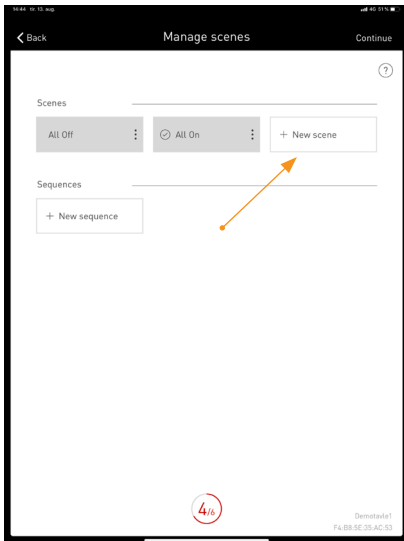 14:44 tir. 13. aug.
4G 51 %
Back
Manage scenes
Continue
?
Scenes
All Off
All On
+ New scene
Sequences
+ New sequence
4/6
Demotavle1
F4:B8:5E:35:AC:53